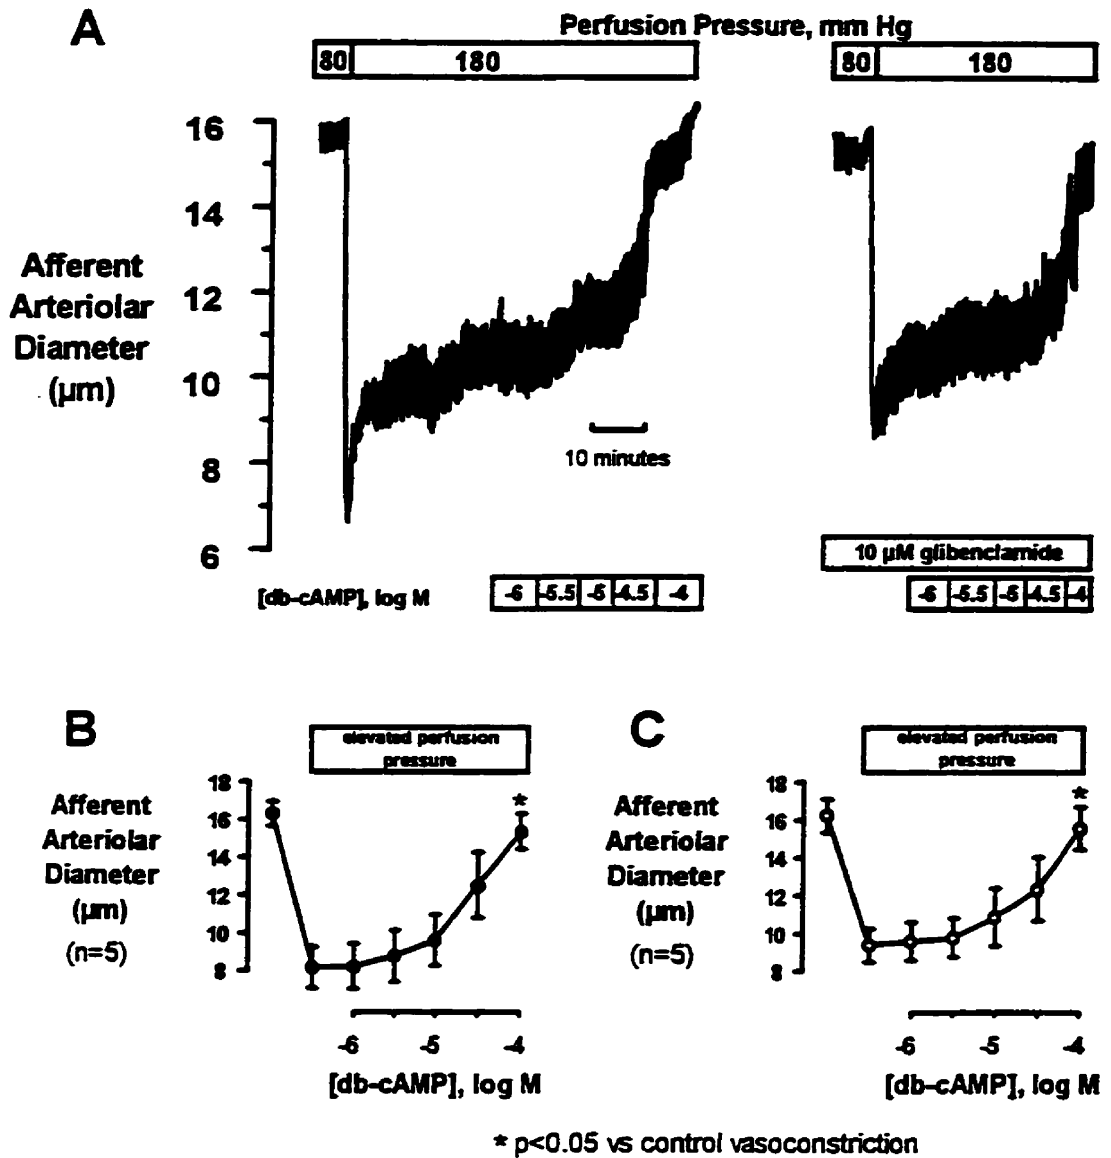 A
Perfusion Pressure, mm Hg
80 180
80 180
16
14
12
10
8
6
Afferent
Arteriolar
Diameter
(µm)
10 minutes
10 µM glibenclamide
[db-cAMP], log M
-6 -5.5 -5 -4.5 -4
-6 -5.5 -5 -4.5 -4
B
elevated perfusion
pressure
Afferent
Arteriolar
Diameter
(µm)
(n=5)
18
16
14
12
10
8
-6 -5 -4
[db-cAMP], log M
C
elevated perfusion
pressure
Afferent
Arteriolar
Diameter
(µm)
(n=5)
18
16
14
12
10
8
-6 -5 -4
[db-cAMP], log M
* p<0.05 vs control vasoconstriction